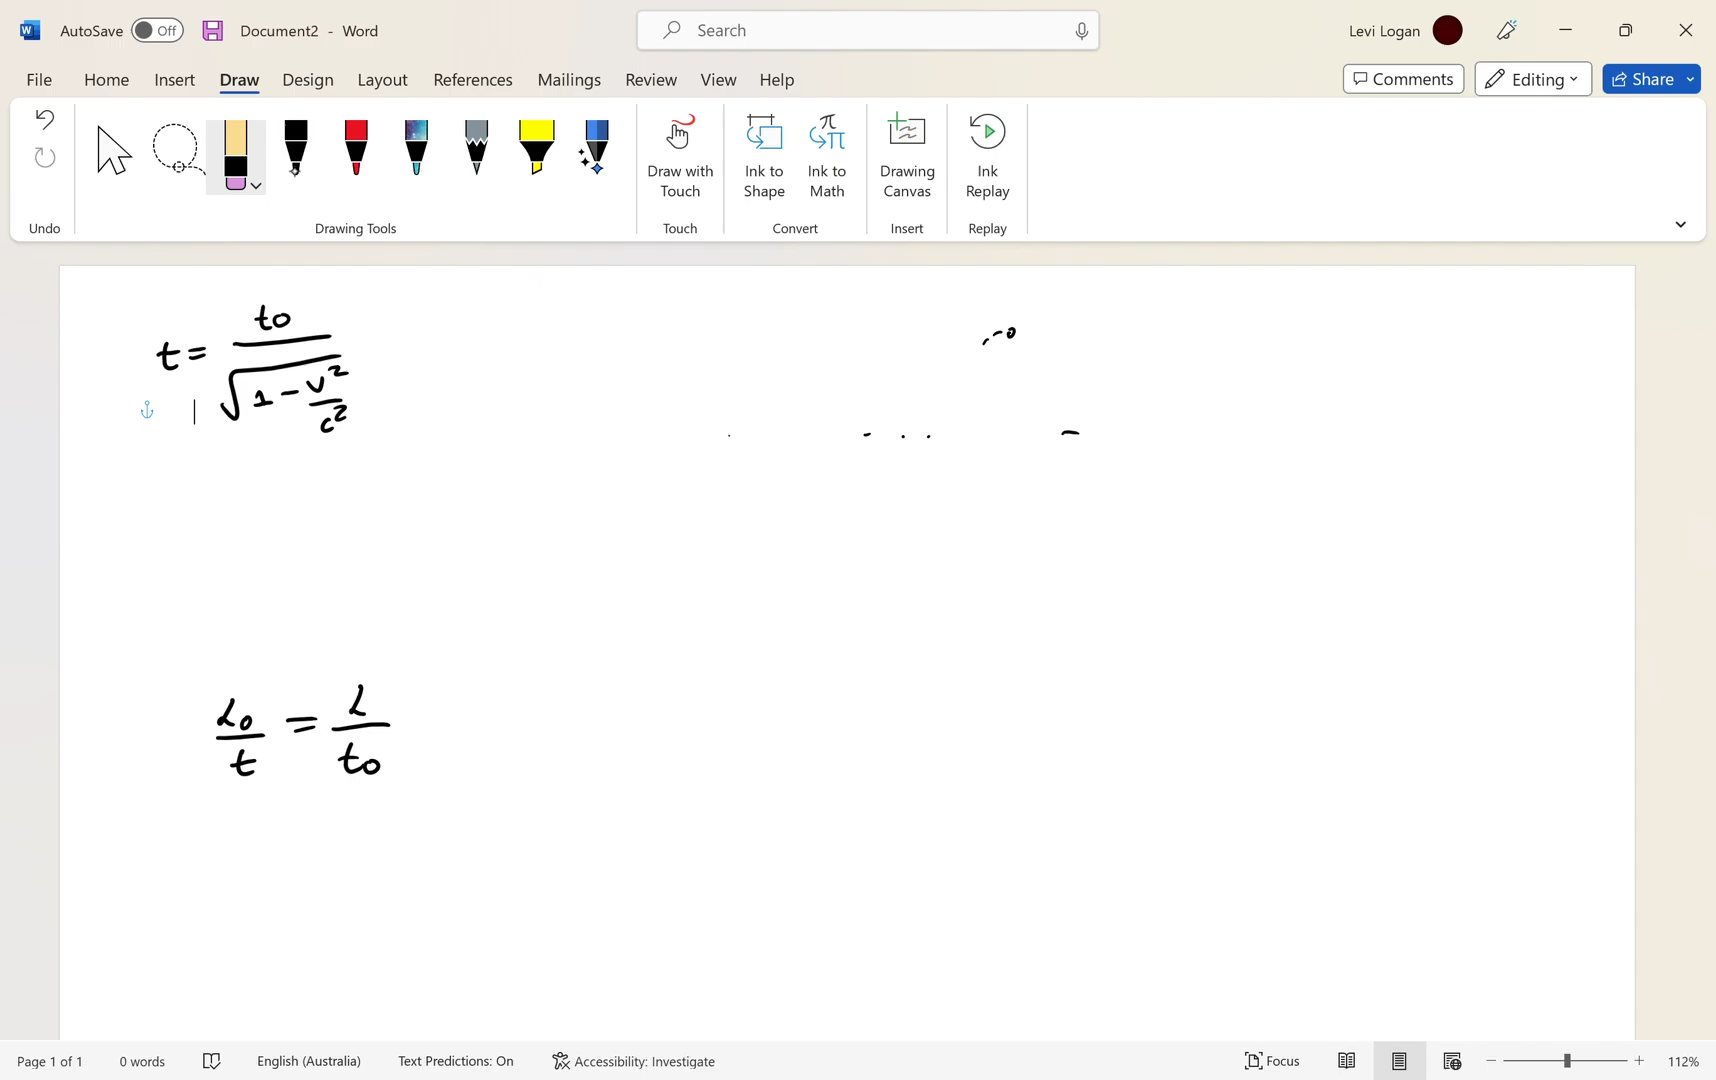 AutoSave Off Document2 - Word Search Levi Logan
File Home Insert Draw Design Layout References Mailings Review View Help Comments Editing Share
Draw with Touch
Ink to Shape
Ink to Math
Drawing Canvas
Ink Replay
Undo Drawing Tools Touch Convert Insert Replay
t = t₀ / √(1 - v²/c²)
L₀/t = L/t₀
Page 1 of 1 0 words English (Australia) Text Predictions: On Accessibility: Investigate Focus 112%